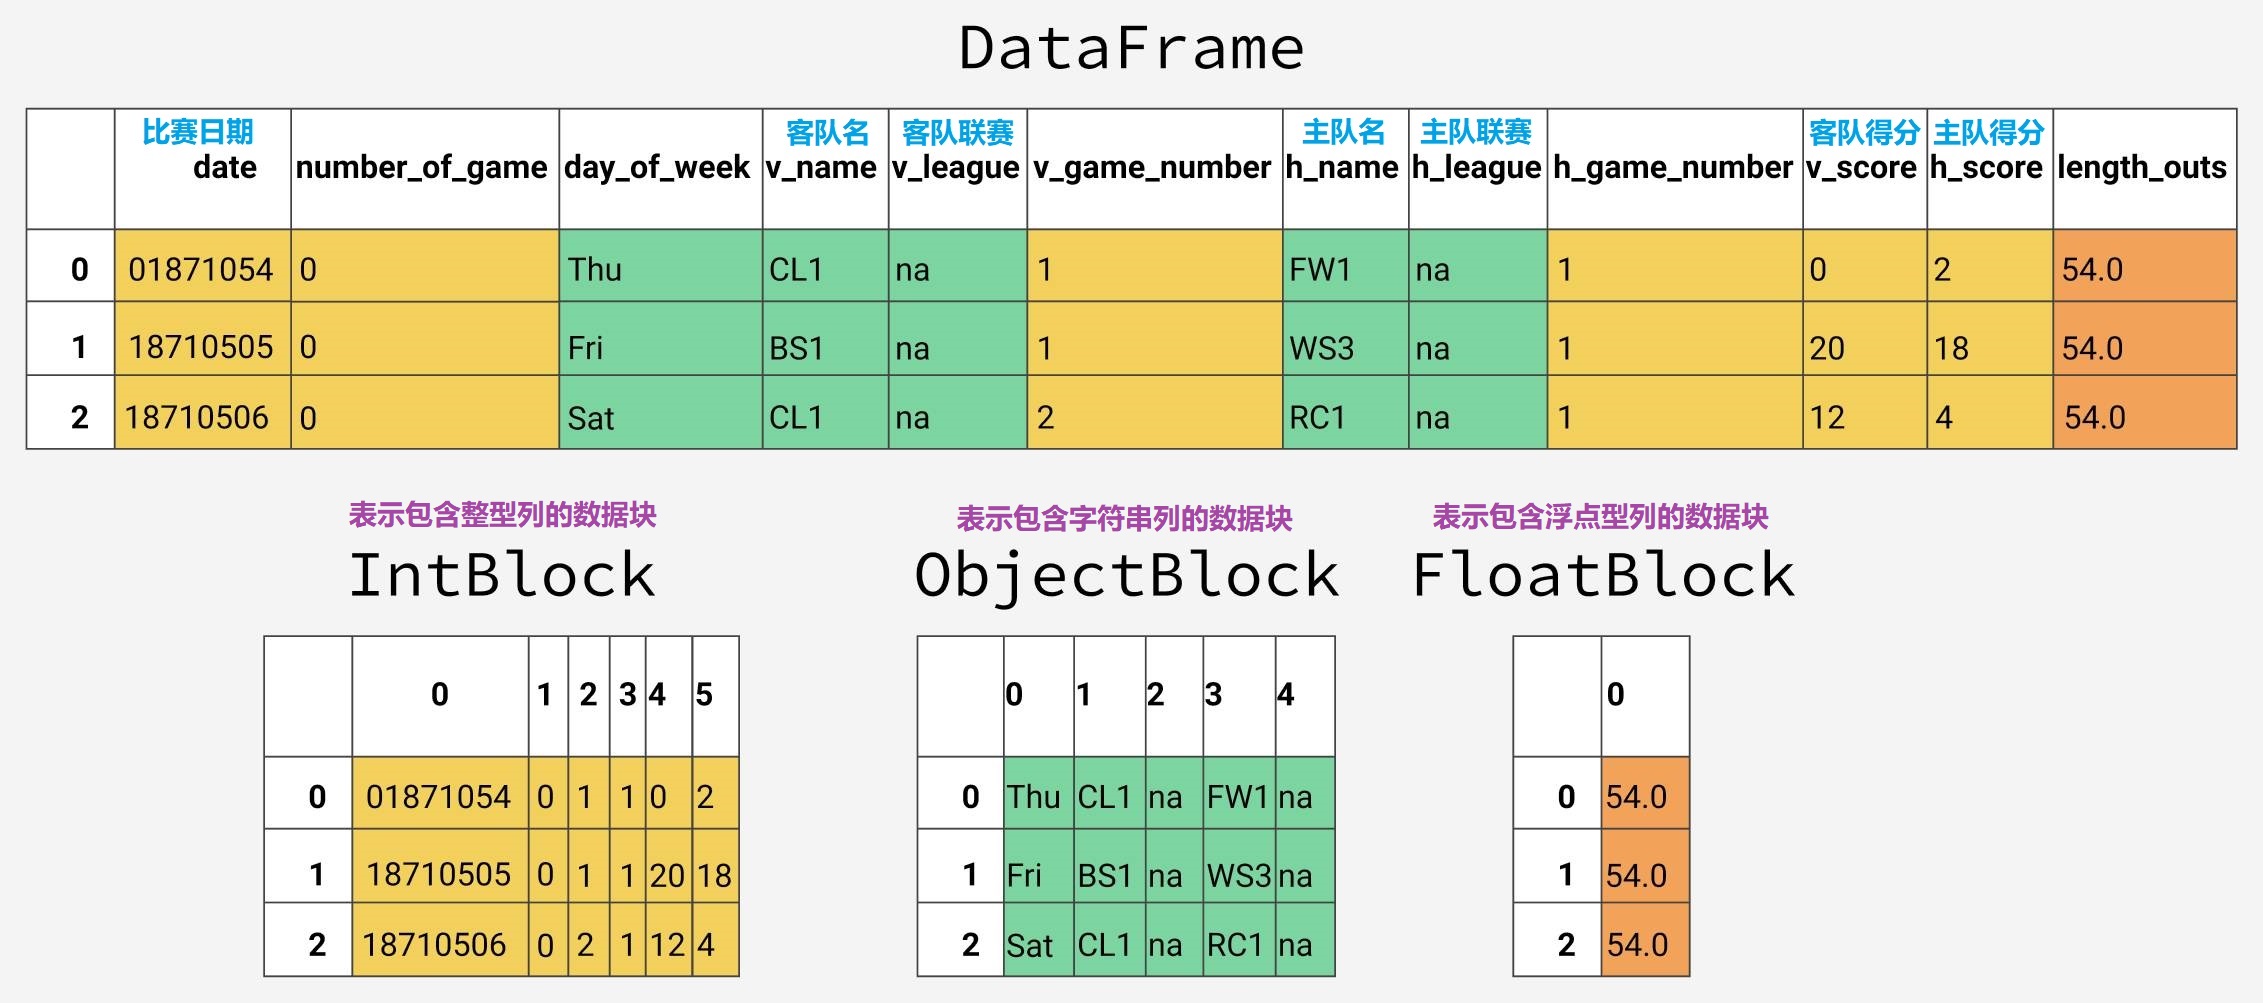 DataFrame
比赛日期 客队名 客队联赛 主队名 主队联赛 客队得分 主队得分
date number_of_game day_of_week v_name v_league v_game_number h_name h_league h_game_number v_score h_score length_outs
0 01871054 0 Thu CL1 na 1 FW1 na 1 0 2 54.0
1 18710505 0 Fri BS1 na 1 WS3 na 1 20 18 54.0
2 18710506 0 Sat CL1 na 2 RC1 na 1 12 4 54.0
表示包含整型列的数据块
IntBlock
0 1 2 3 4 5
0 01871054 0 1 1 0 2
1 18710505 0 1 1 20 18
2 18710506 0 2 1 12 4
表示包含字符串列的数据块
ObjectBlock
0 1 2 3 4
0 Thu CL1 na FW1 na
1 Fri BS1 na WS3 na
2 Sat CL1 na RC1 na
表示包含浮点型列的数据块
FloatBlock
0
0 54.0
1 54.0
2 54.0